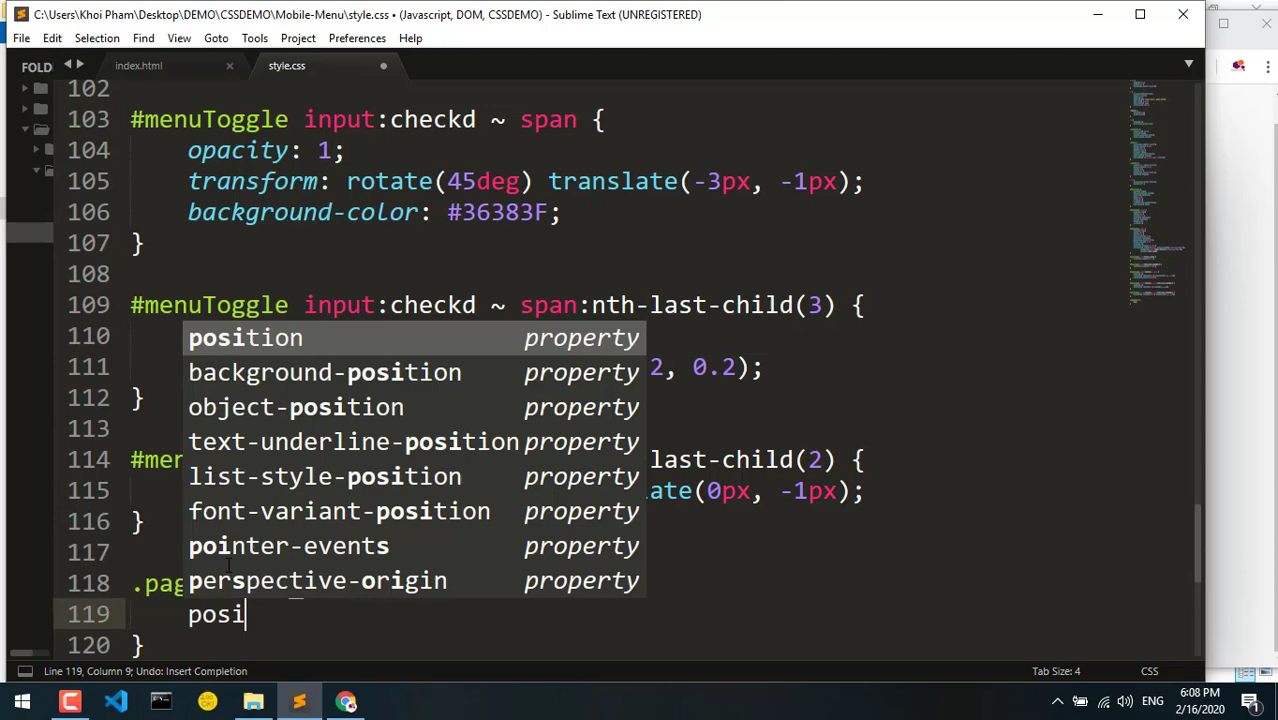 C:\Users\Khoi Pham\Desktop\DEMO\CSSDEMO\Mobile-Menu\style.css • (Javascript, DOM, CSSDEMO) - Sublime Text (UNREGISTERED)
File Edit Selection Find View Goto Tools Project Preferences Help
FOLD index.html style.css
102
103 #menuToggle input:checkd ~ span {
104 opacity: 1;
105 transform: rotate(45deg) translate(-3px, -1px);
106 background-color: #36383F;
107 }
108
109 #menuToggle input:checkd ~ span:nth-last-child(3) {
110 position property
111 background-position property 2, 0.2);
112 } object-position property
113 text-underline-position property
114 #men list-style-position property last-child(2) {
115 font-variant-position property ate(0px, -1px);
116 } pointer-events property
117 perspective-origin property
118 .pag
119 posi
120 }
Line 119, Column 9; Undo: Insert Completion Tab Size: 4 CSS
ENG 6:08 PM
2/16/2020